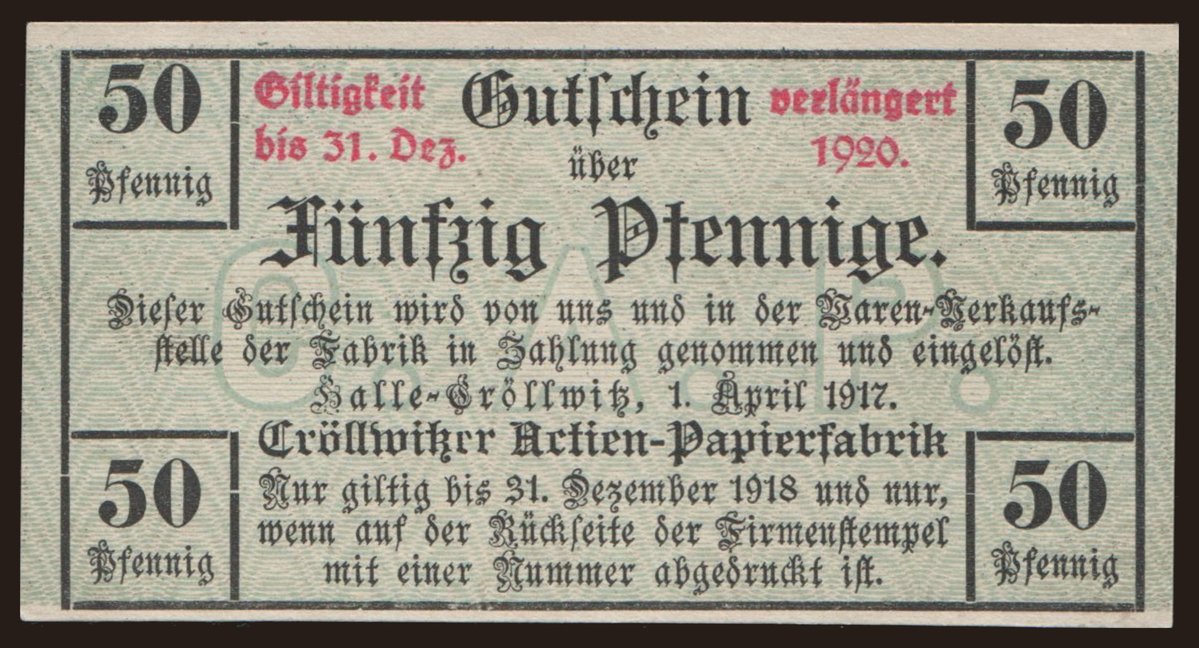 50 Pfennig
Giltigkeit
bis 31. Dez.
Gutschein
über
verlängert
1920.
50 Pfennig
Fünfzig Pfennige.
C.A.P.
Dieser Gutschein wird von uns und in der Waren-Verkaufs-
stelle der Fabrik in Zahlung genommen und eingelöst.
Halle-Cröllwitz, 1. April 1917.
Cröllwitzer Actien-Papierfabrik
50 Pfennig
Nur giltig bis 31. Dezember 1918 und nur,
wenn auf der Rückseite der Firmenstempel
mit einer Nummer abgedruckt ist.
50 Pfennig